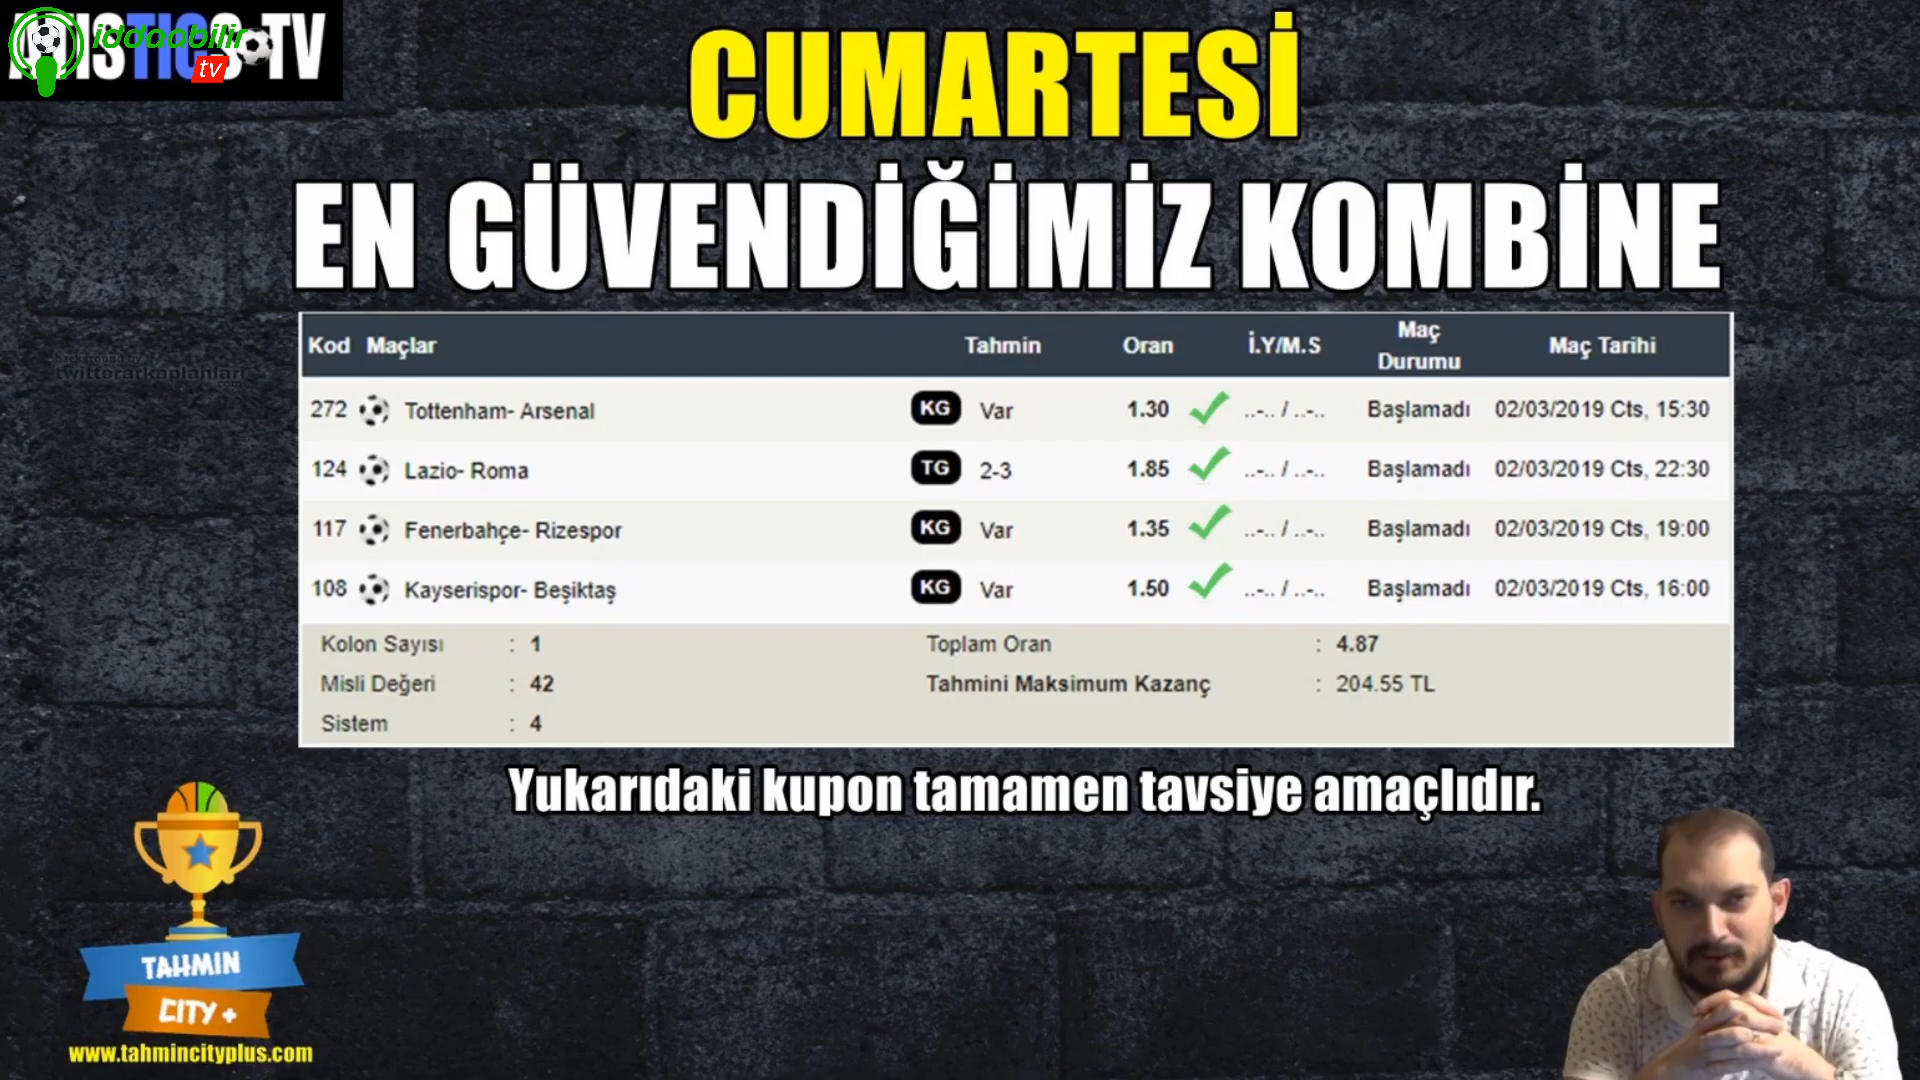 iddaabilir
tv
TV
CUMARTESİ
EN GÜVENDİĞİMİZ KOMBİNE
Kod Maçlar Tahmin Oran İ.Y/M.S Maç Durumu Maç Tarihi
272 Tottenham- Arsenal KG Var 1.30 ..-.. / ..-.. Başlamadı 02/03/2019 Cts, 15:30
124 Lazio- Roma TG 2-3 1.85 ..-.. / ..-.. Başlamadı 02/03/2019 Cts, 22:30
117 Fenerbahçe- Rizespor KG Var 1.35 ..-.. / ..-.. Başlamadı 02/03/2019 Cts, 19:00
108 Kayserispor- Beşiktaş KG Var 1.50 ..-.. / ..-.. Başlamadı 02/03/2019 Cts, 16:00
Kolon Sayısı : 1 Toplam Oran : 4.87
Misli Değeri : 42 Tahmini Maksimum Kazanç : 204.55 TL
Sistem : 4
Yukarıdaki kupon tamamen tavsiye amaçlıdır.
TAHMIN
CITY +
www.tahmincityplus.com